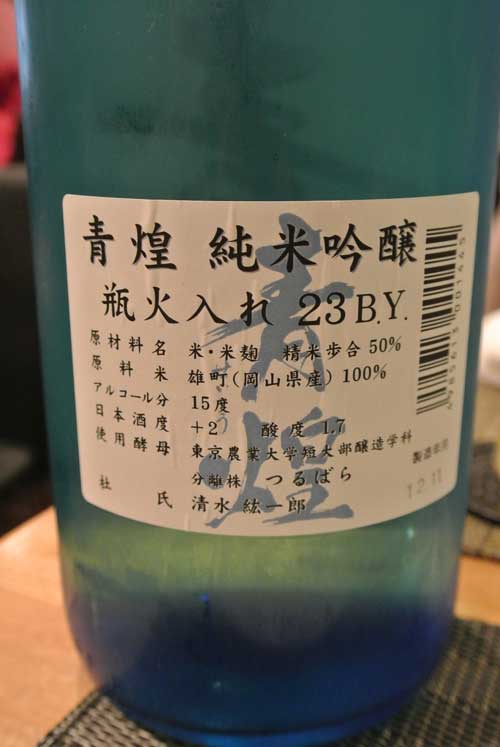 青煌 純米吟醸
瓶火入れ 23B.Y.
原材料名 米・米麹 精米歩合 50%
原料米 雄町(岡山県産) 100%
アルコール分 15度
日本酒度 +2 酸度 1.7
使用酵母 東京農業大学短大部醸造学科
分離株 つるばら
杜氏 清水 紘一郎
青煌
製造年月
12.11